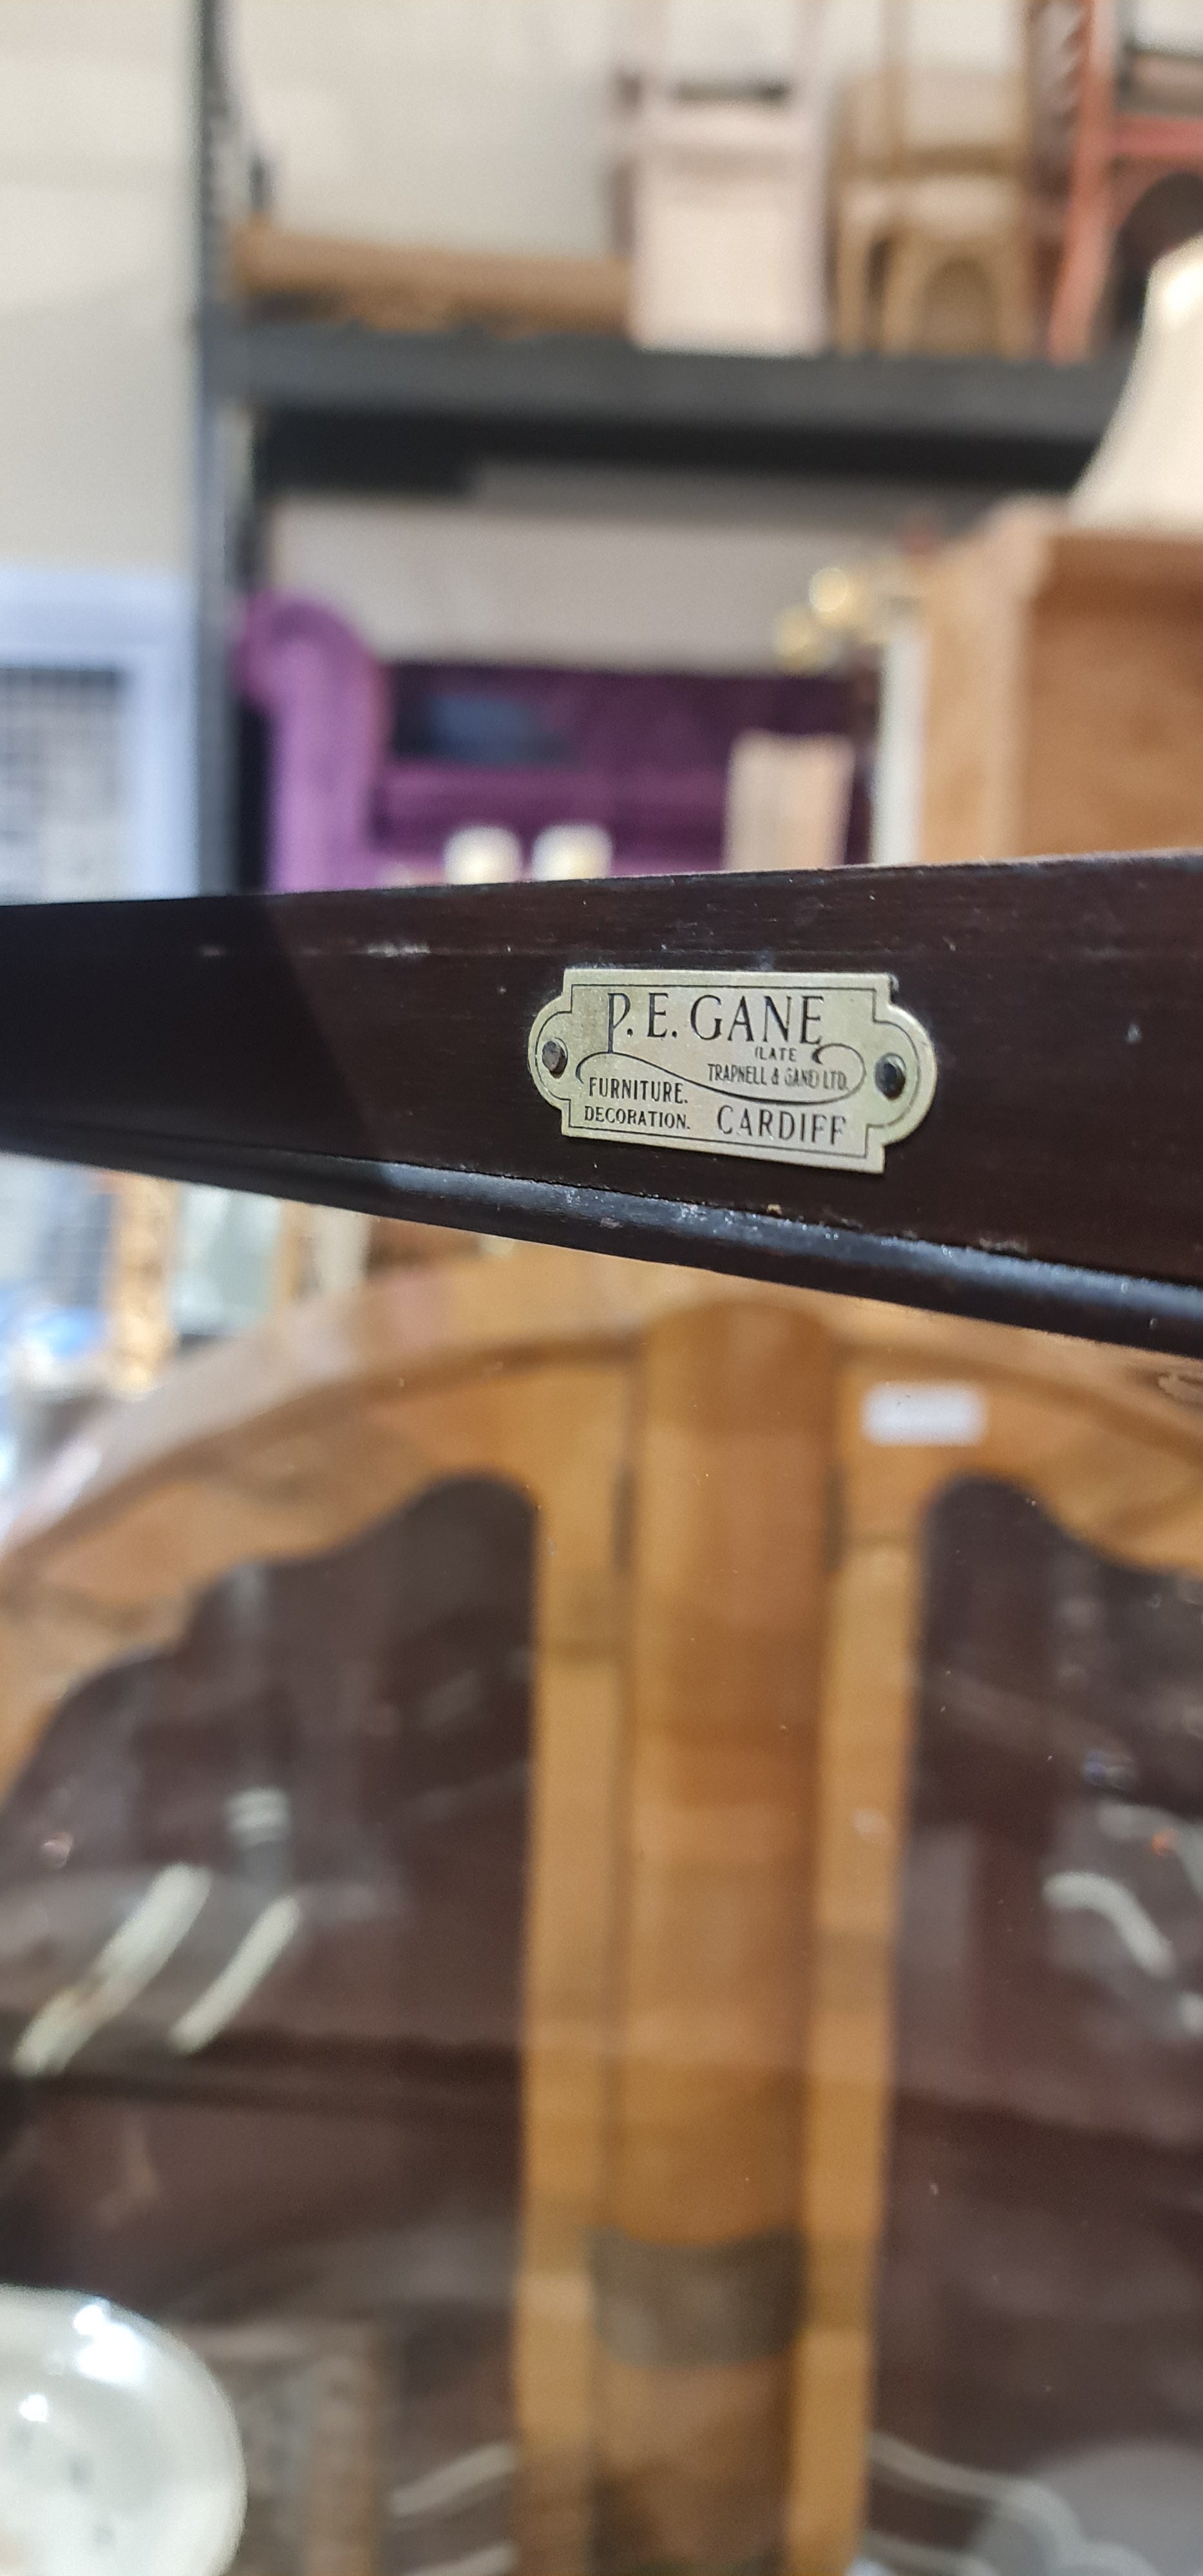 P. E. GANE
(LATE
TRAPNELL & GANE) LTD.
FURNITURE.
DECORATION. CARDIFF